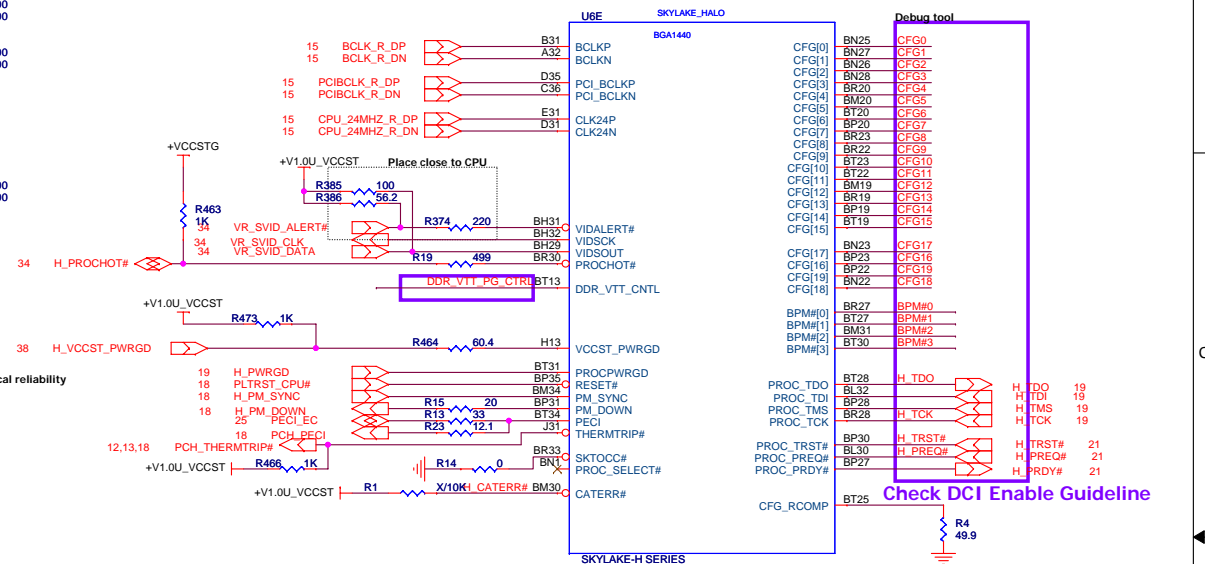 U6E SKYLAKE_HALO
BGA1440
Debug tool
15 BCLK_R_DP B31 BCLKP
15 BCLK_R_DN A32 BCLKN
15 PCIBCLK_R_DP D35 PCI_BCLKP
15 PCIBCLK_R_DN C36 PCI_BCLKN
15 CPU_24MHZ_R_DP E31 CLK24P
15 CPU_24MHZ_R_DN D31 CLK24N
+VCCSTG
+V1.0U_VCCST Place close to CPU
R385 100
R386 56.2
R463
1K
34 VR_SVID_ALERT# R374 220 BH31 VIDALERT#
34 VR_SVID_CLK BH32 VIDSCK
34 VR_SVID_DATA BH29 VIDSOUT
34 H_PROCHOT# R19 499 BR30 PROCHOT#
DDR_VTT_PG_CTRL BT13 DDR_VTT_CNTL
+V1.0U_VCCST
R473 1K
38 H_VCCST_PWRGD R464 60.4 H13 VCCST_PWRGD
cal reliability
19 H_PWRGD BT31 PROCPWRGD
18 PLTRST_CPU# BP35 RESET#
18 H_PM_SYNC BM34 PM_SYNC
18 H_PM_DOWN R15 20 BP31 PM_DOWN
25 PECI_EC R13 33 BT34 PECI
18 PCH_PECI R23 12.1 J31 THERMTRIP#
12,13,18 PCH_THERMTRIP#
+V1.0U_VCCST R466 1K
R14 0 BR33 SKTOCC#
BN1 PROC_SELECT#
+V1.0U_VCCST R1 X/10K H_CATERR# BM30 CATERR#
CFG[0] BN25 CFG0
CFG[1] BN27 CFG1
CFG[2] BN26 CFG2
CFG[3] BN28 CFG3
CFG[4] BR20 CFG4
CFG[5] BM20 CFG5
CFG[6] BT20 CFG6
CFG[7] BP20 CFG7
CFG[8] BR23 CFG8
CFG[9] BR22 CFG9
CFG[10] BT23 CFG10
CFG[11] BT22 CFG11
CFG[12] BM19 CFG12
CFG[13] BR19 CFG13
CFG[14] BP19 CFG14
CFG[15] BT19 CFG15
CFG[17] BN23 CFG17
CFG[16] BP23 CFG16
CFG[19] BP22 CFG19
CFG[18] BN22 CFG18
BPM#[0] BR27 BPM#0
BPM#[1] BT27 BPM#1
BPM#[2] BM31 BPM#2
BPM#[3] BT30 BPM#3
PROC_TDO BT28 H_TDO H_TDO 19
PROC_TDI BL32 H_TDI 19
PROC_TMS BP28 H_TMS 19
PROC_TCK BR28 H_TCK H_TCK 19
PROC_TRST# BP30 H_TRST# H_TRST# 21
PROC_PREQ# BL30 H_PREQ# H_PREQ# 21
PROC_PRDY# BP27 H_PRDY# 21
Check DCI Enable Guideline
CFG_RCOMP BT25
R4
49.9
SKYLAKE-H SERIES